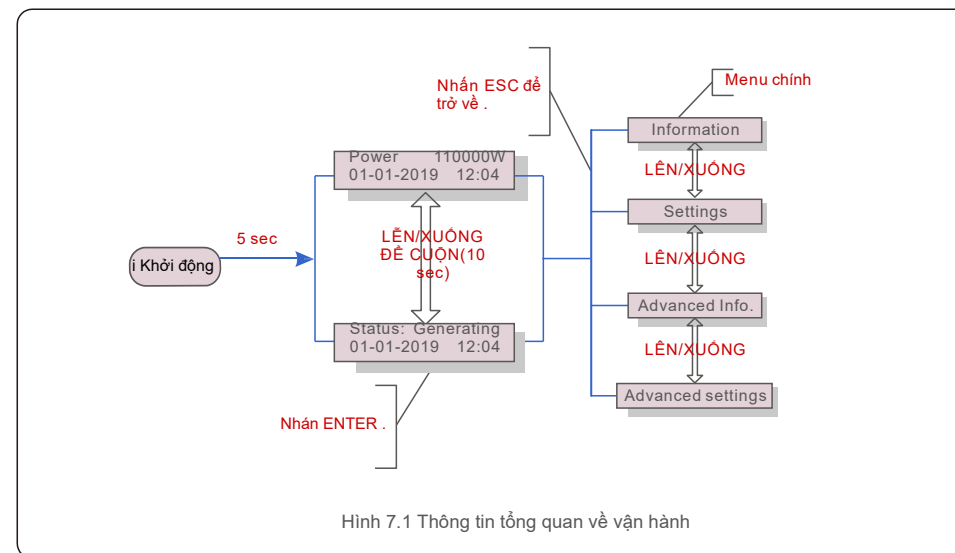 Nhấn ESC để
trở về .
Menu chính
Information
LÊN/XUỐNG
Settings
LÊN/XUỐNG
Advanced Info.
LÊN/XUỐNG
Advanced settings
Power 110000W
01-01-2019 12:04
LÊN/XUỐNG
ĐỂ CUỘN(10
sec)
5 sec
i Khởi động
Status: Generating
01-01-2019 12:04
Nhán ENTER .
Hình 7.1 Thông tin tổng quan về vận hành